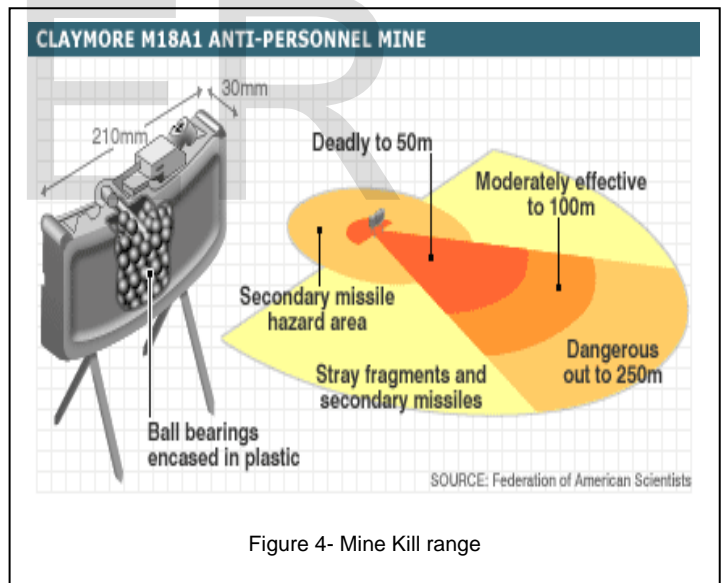 CLAYMORE M18A1 ANTI-PERSONNEL MINE
30mm
210mm
Deadly to 50m
Moderately effective
to 100m
Secondary missile
hazard area
Dangerous
out to 250m
Stray fragments and
secondary missiles
Ball bearings
encased in plastic
SOURCE: Federation of American Scientists
Figure 4- Mine Kill range
ER